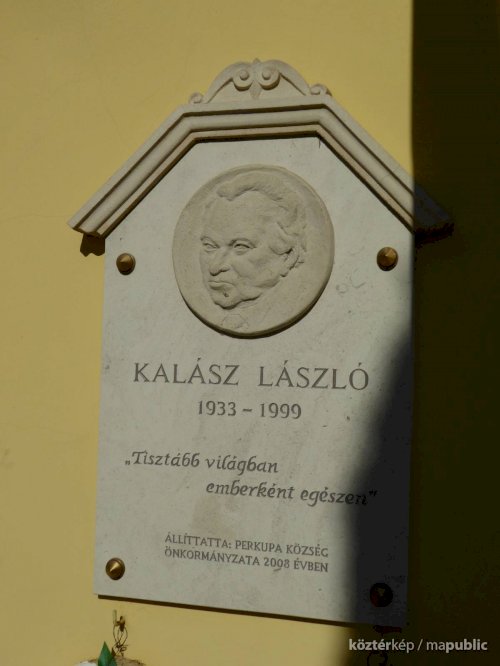 KALÁSZ LÁSZLÓ
1933 – 1999
„Tisztább világban
emberként egészen”
ÁLLÍTTATTA: PERKUPA KÖZSÉG
ÖNKORMÁNYZATA 2008 ÉVBEN
köztérkép / mapublic